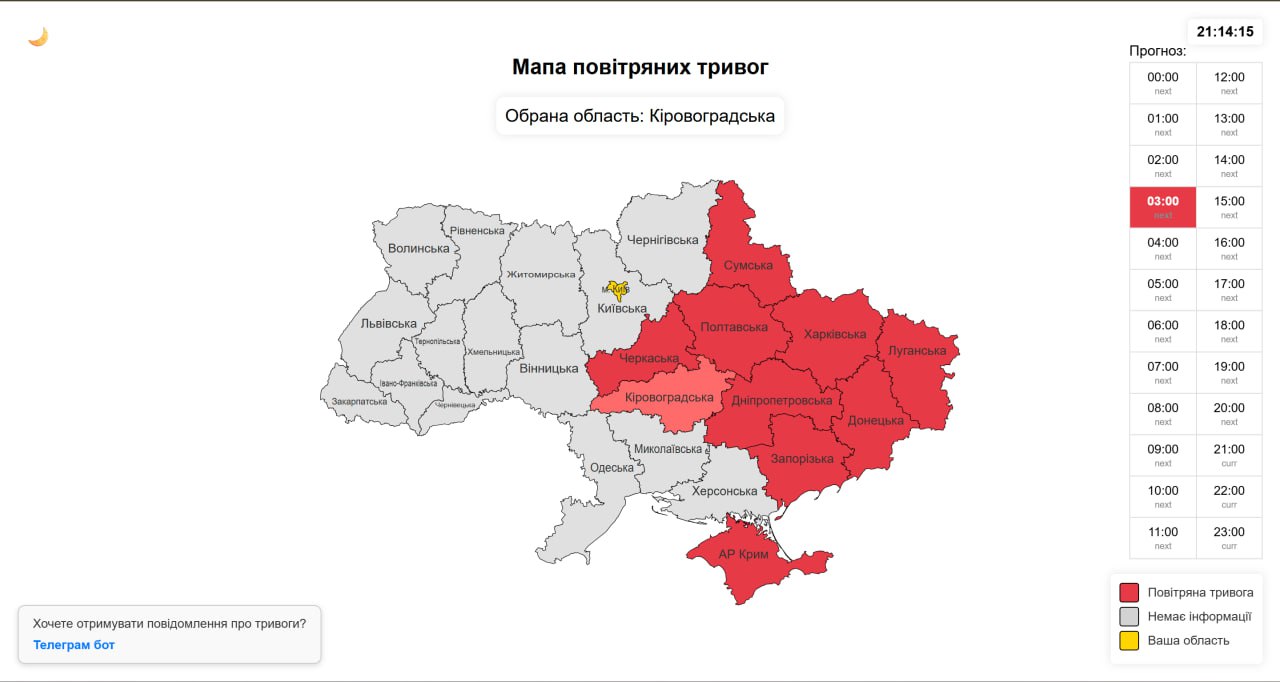 21:14:15
Прогноз:
Мапа повітряних тривог
Обрана область: Кіровоградська
00:00 12:00
next next
01:00 13:00
next next
02:00 14:00
next next
03:00 15:00
next next
04:00 16:00
next next
05:00 17:00
next next
06:00 18:00
next next
07:00 19:00
next next
08:00 20:00
next next
09:00 21:00
next curr
10:00 22:00
next curr
11:00 23:00
next curr
Волинська
Рівненська
Житомирська
Чернігівська
Сумська
м. Київ
Київська
Львівська
Тернопільська
Хмельницька
Вінницька
Черкаська
Полтавська
Харківська
Луганська
Івано-Франківська
Закарпатська
Чернівецька
Кіровоградська
Дніпропетровська
Донецька
Миколаївська
Одеська
Запорізька
Херсонська
АР Крим
Повітряна тривога
Немає інформації
Ваша область
Хочете отримувати повідомлення про тривоги?
Телеграм бот